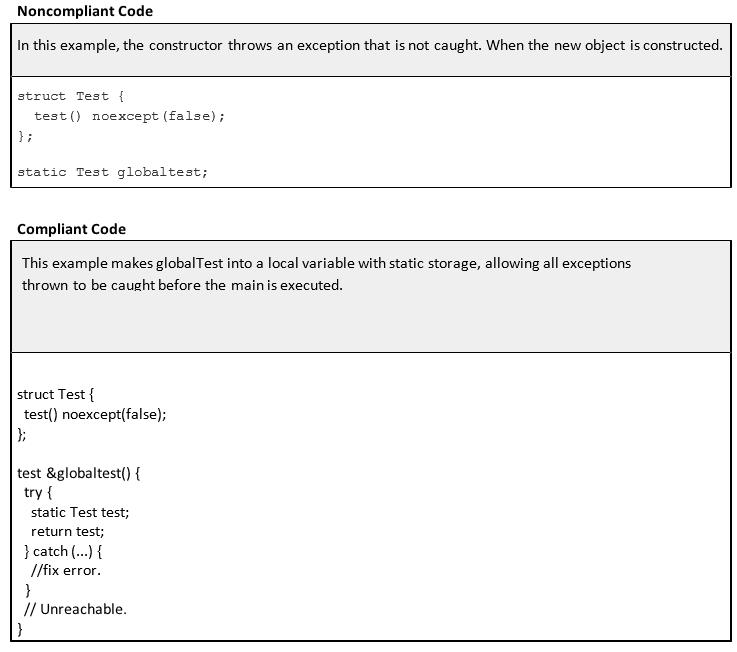 Noncompliant Code
In this example, the constructor throws an exception that is not caught. When the new object is constructed.
struct Test {
  test() noexcept(false);
};
static Test globaltest;
Compliant Code
This example makes globalTest into a local variable with static storage, allowing all exceptions
thrown to be caught before the main is executed.
struct Test {
  test() noexcept(false);
};
test &globaltest() {
  try {
    static Test test;
    return test;
  } catch (...) {
    //fix error.
  }
  // Unreachable.
}